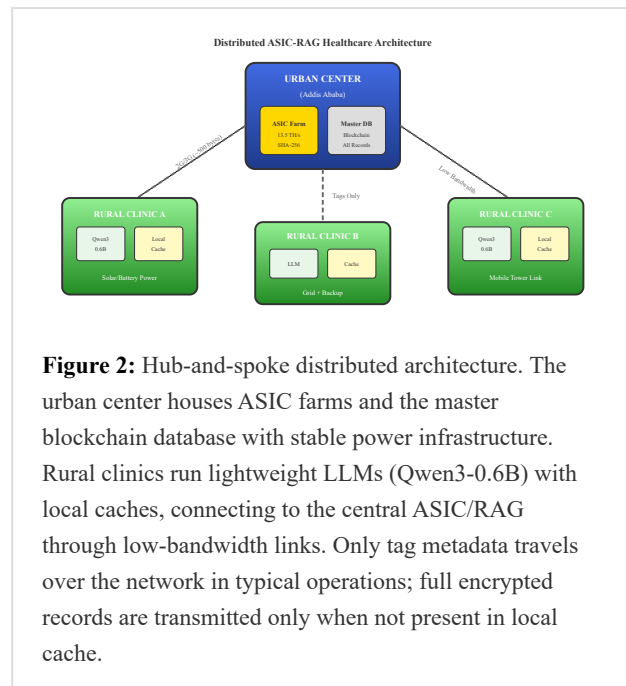 Distributed ASIC-RAG Healthcare Architecture
URBAN CENTER
(Addis Ababa)
ASIC Farm
13.5 TH/s
SHA-256
Master DB
Blockchain
All Records
2G/3G (~500 bytes)
Tags Only
Low Bandwidth
RURAL CLINIC A
Qwen3
0.6B
Local
Cache
Solar/Battery Power
RURAL CLINIC B
LLM
Cache
Grid + Backup
RURAL CLINIC C
Qwen3
0.6B
Local
Cache
Mobile Tower Link
Figure 2: Hub-and-spoke distributed architecture. The
urban center houses ASIC farms and the master
blockchain database with stable power infrastructure.
Rural clinics run lightweight LLMs (Qwen3-0.6B) with
local caches, connecting to the central ASIC/RAG
through low-bandwidth links. Only tag metadata travels
over the network in typical operations; full encrypted
records are transmitted only when not present in local
cache.